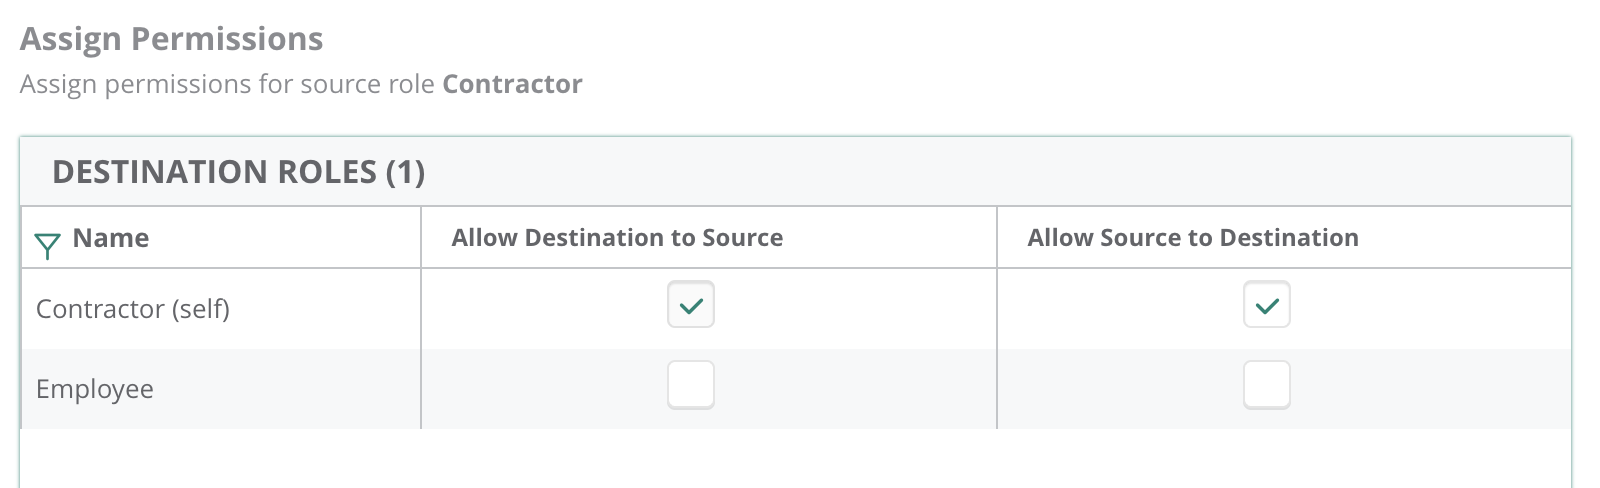 Assign Permissions
Assign permissions for source role Contractor
DESTINATION ROLES (1)
Name Allow Destination to Source Allow Source to Destination
Contractor (self)
Employee